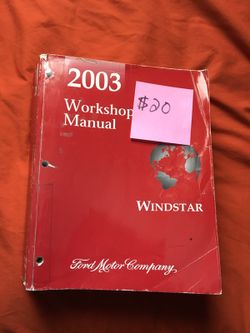 2003
Workshop
Manual
$20
WINDSTAR
Ford Motor Company